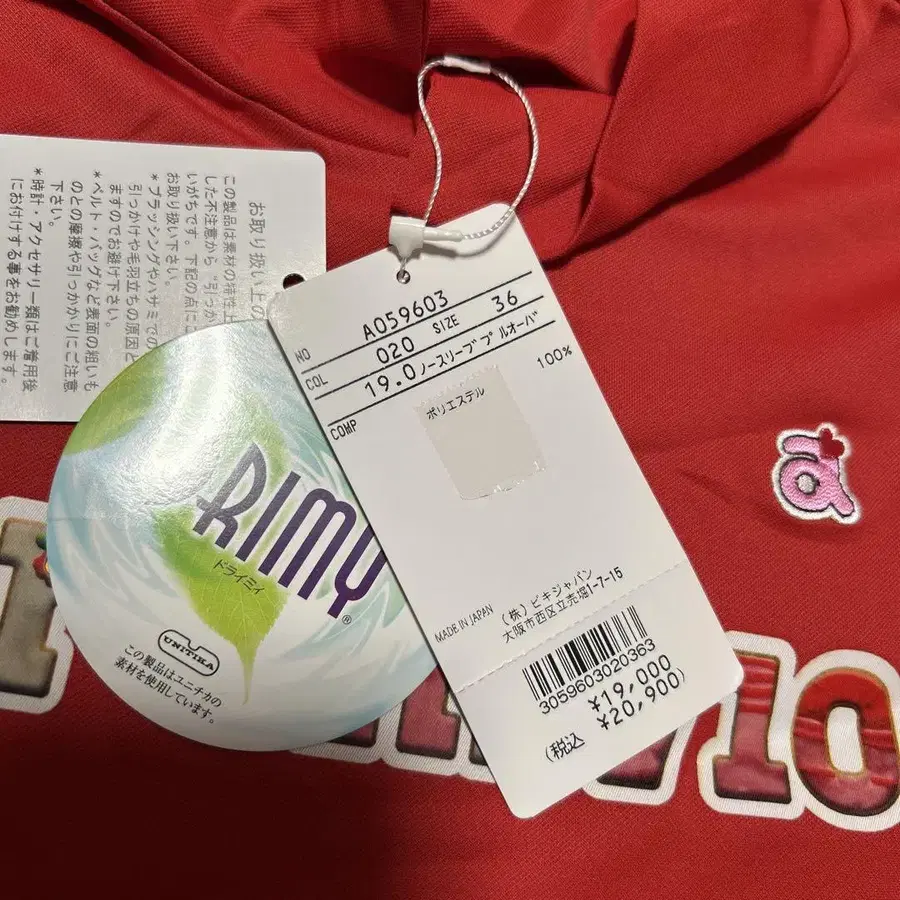 お取り扱い上の
この製品は素材の特性上
した不注意から"引っか
いがちです。下記の点にご
お取り扱い下さい。
*ブラッシングやハサミでの
引っかけや毛羽立ちの原因と
ますのでお避け下さい。
*ベルト・バッグなど表面の粗いも
のとの摩擦や引っかかりにご注意
下さい。
*時計・アクセサリー類はご着用後
にお付けする事をお勧めします。
RIMY®
ドライミィ
UNITIKA
この製品はユニチカの
素材を使用しています。
NO A059603
COL 020 SIZE 36
19.0ノースリーブプルオーバ
COMP 100%
ポリエステル
MADE IN JAPAN
(株)ビキジャパン
大阪市西区立売堀1-7-15
3059603020363
¥19,000
(税込 ¥20,900)
a